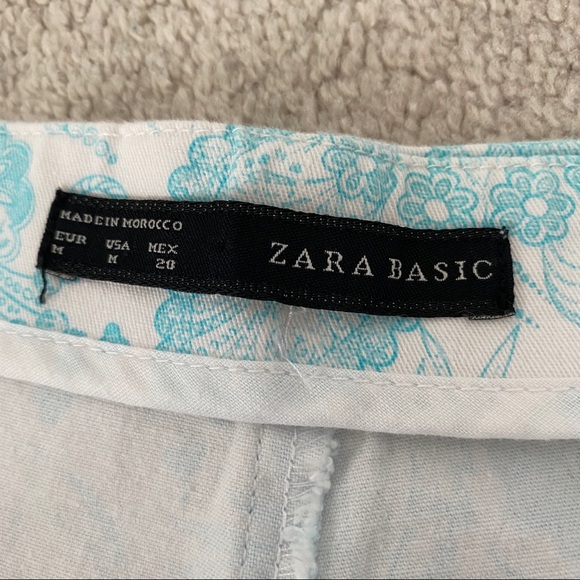 MADE IN MOROCCO
EUR USA MEX
M M 28
ZARA BASIC